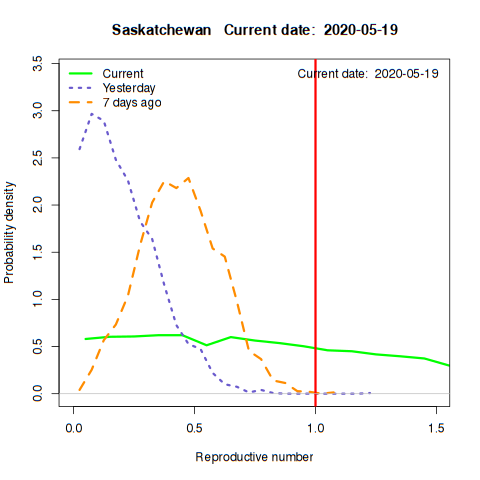 Saskatchewan   Current date:  2020-05-19
Current date:  2020-05-19
Current
Yesterday
7 days ago
Probability density
3.5
3.0
2.5
2.0
1.5
1.0
0.5
0.0
0.0 0.5 1.0 1.5
Reproductive number